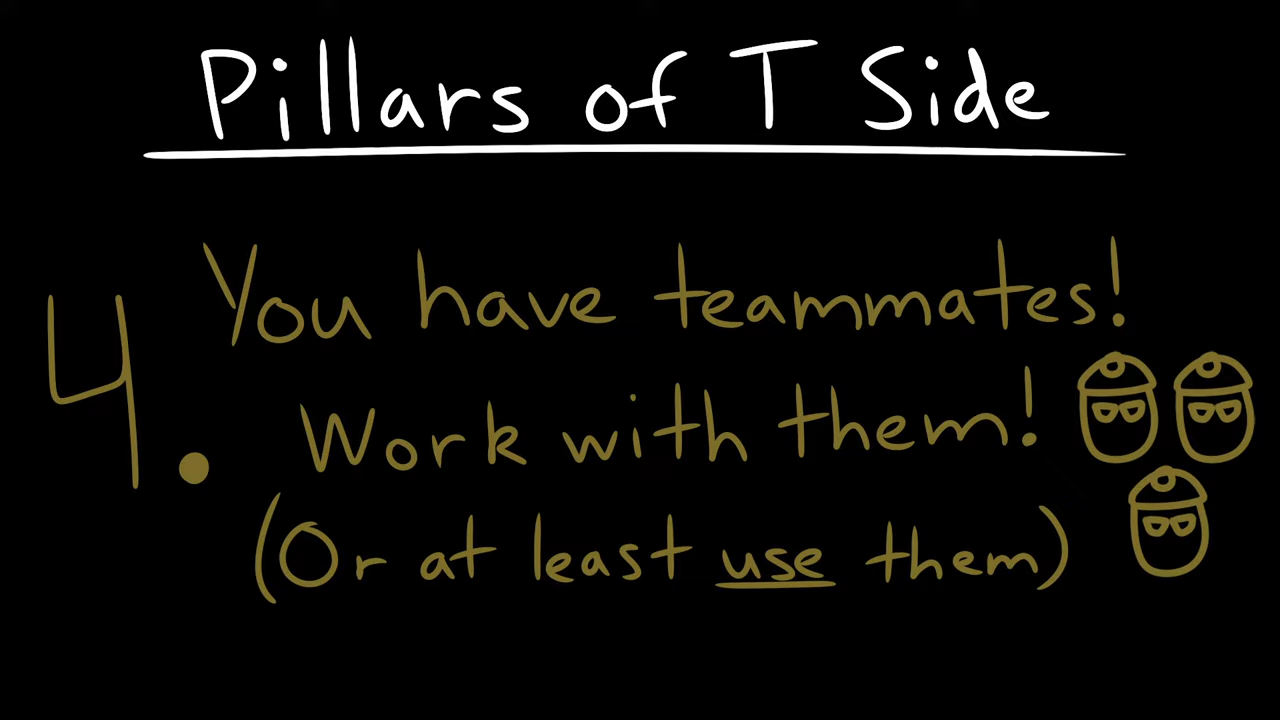 Pillars of T Side
4. You have teammates!
Work with them!
(Or at least use them)